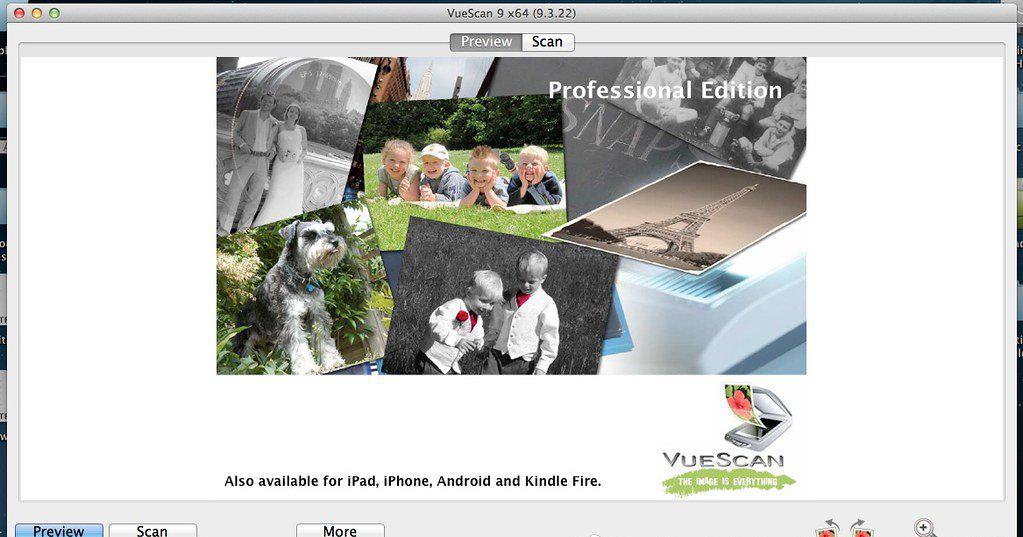 VueScan 9 x64 (9.3.22)
Preview Scan
Professional Edition
SNAP
Also available for iPad, iPhone, Android and Kindle Fire.
VUESCAN
THE IMAGE IS EVERYTHING
Preview Scan More